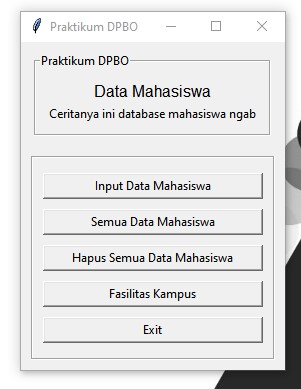 Praktikum DPBO
Praktikum DPBO
Data Mahasiswa
Ceritanya ini database mahasiswa ngab
Input Data Mahasiswa
Semua Data Mahasiswa
Hapus Semua Data Mahasiswa
Fasilitas Kampus
Exit